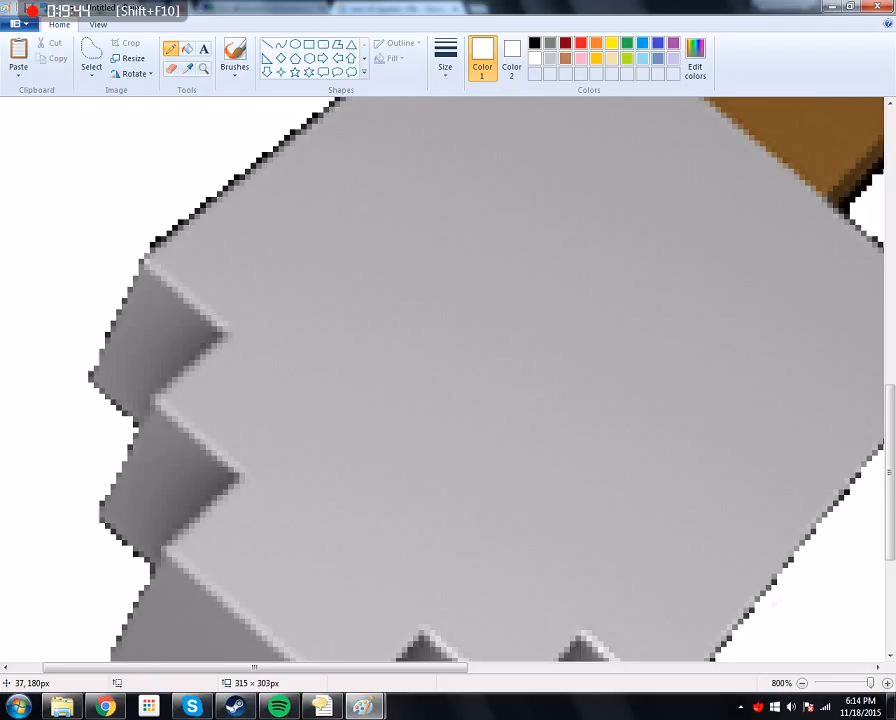 00:19:44 [Shift+F10]
Home View
Paste
Cut
Copy
Clipboard
Select
Crop
Resize
Rotate
Image
A
Tools
Brushes
Outline
Fill
Shapes
Size
Color 1
Color 2
Edit colors
Colors
37, 180px
315 × 303px
800%
6:14 PM
11/18/2015